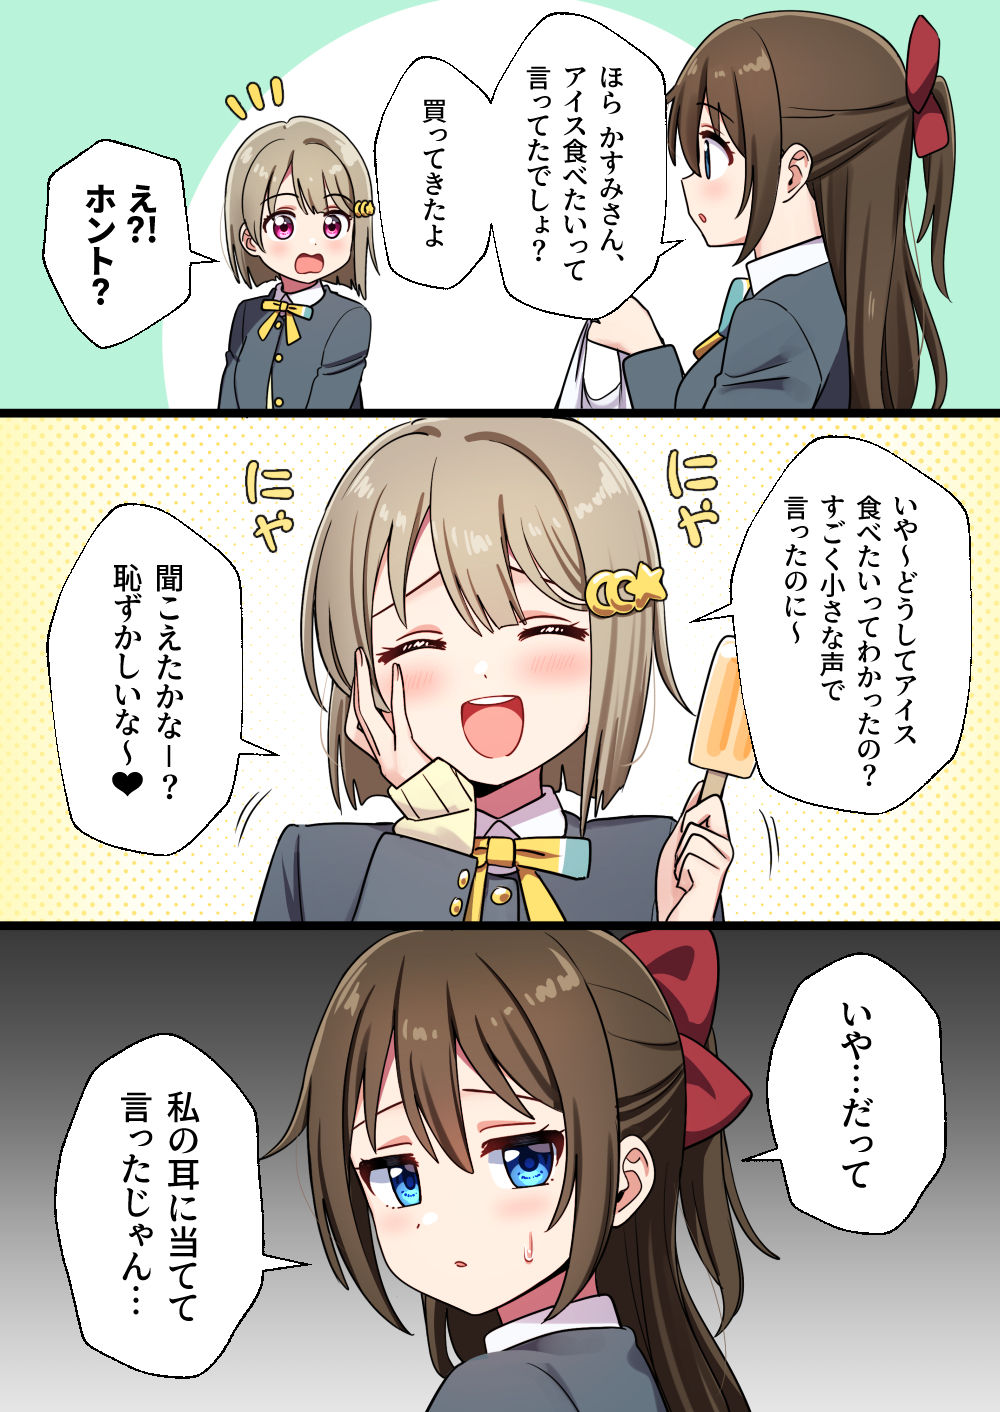 ほら かすみさん、
アイス食べたいって
言ってたでしょ?
買ってきたよ
え?!
ホント?
いや～どうしてアイス
食べたいってわかったの?
すごく小さな声で
言ったのに～
にや
にや
聞こえたかなー?
恥ずかしいな～♥
いや…だって
私の耳に当てて
言ったじゃん…